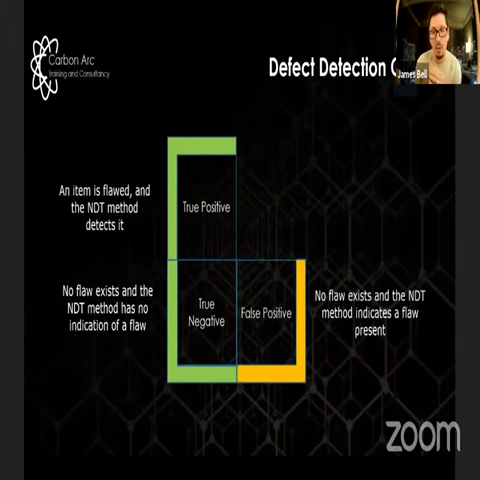 Carbon Arc
Training and Consultancy
Defect Detection
James Bell
An item is flawed, and
the NDT method
detects it
True Positive
No flaw exists and the
NDT method has no
indication of a flaw
True
Negative
False Positive
No flaw exists and the NDT
method indicates a flaw
present
zoom